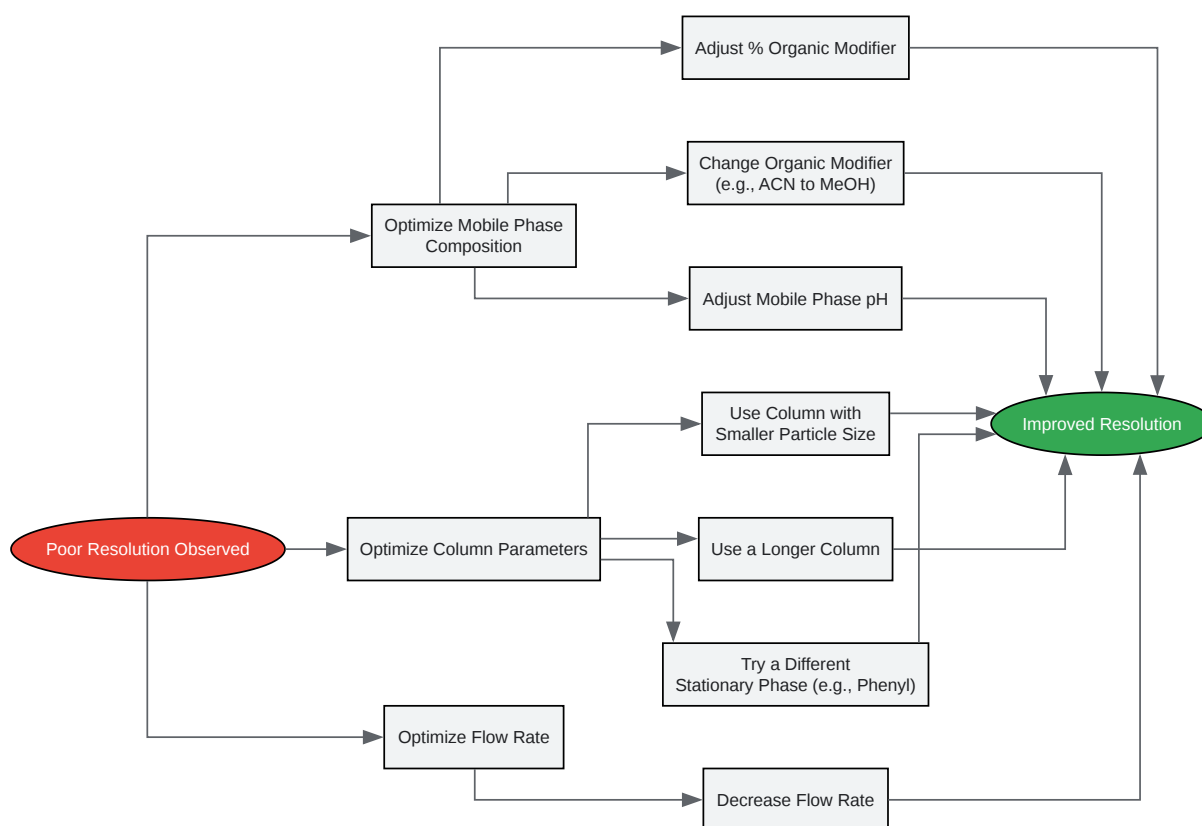 Adjust % Organic Modifier
Change Organic Modifier
(e.g., ACN to MeOH)
Optimize Mobile Phase
Composition
Adjust Mobile Phase pH
Use Column with
Smaller Particle Size
Improved Resolution
Poor Resolution Observed
Optimize Column Parameters
Use a Longer Column
Try a Different
Stationary Phase (e.g., Phenyl)
Optimize Flow Rate
Decrease Flow Rate